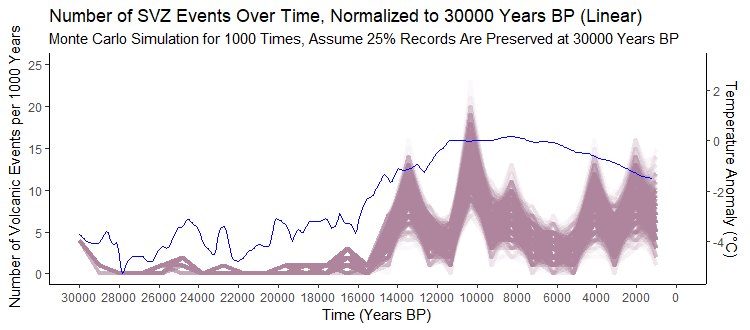 Number of SVZ Events Over Time, Normalized to 30000 Years BP (Linear)
Monte Carlo Simulation for 1000 Times, Assume 25% Records Are Preserved at 30000 Years BP
Number of Volcanic Events per 1000 Years
25
20
15
10
5
0
2
0
-2
-4
Temperature Anomaly (°C)
30000 28000 26000 24000 22000 20000 18000 16000 14000 12000 10000 8000 6000 4000 2000 0
Time (Years BP)